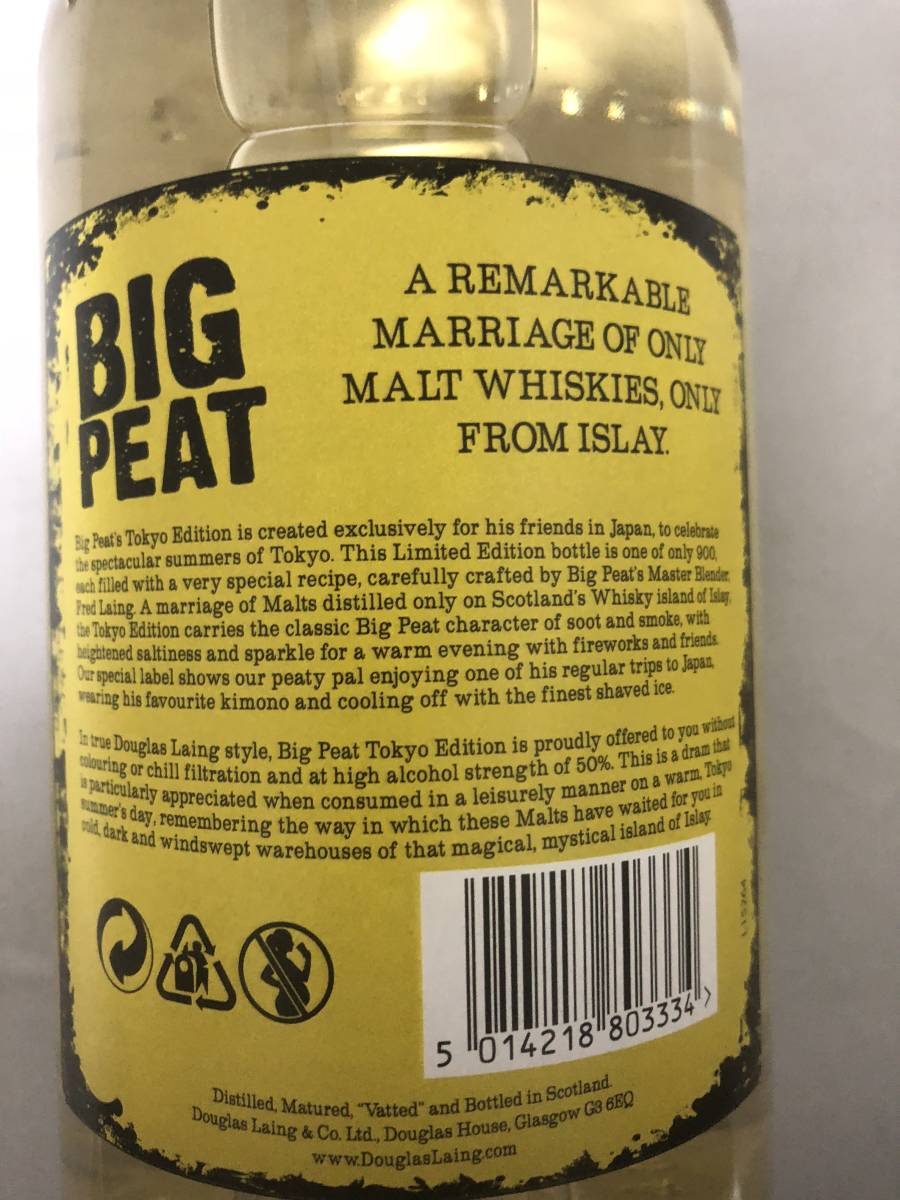 BIG
PEAT
A REMARKABLE
MARRIAGE OF ONLY
MALT WHISKIES, ONLY
FROM ISLAY.
Big Peat's Tokyo Edition is created exclusively for his friends in Japan, to celebrate
the spectacular summers of Tokyo. This Limited Edition bottle is one of only 900,
each filled with a very special recipe, carefully crafted by Big Peat's Master Blender,
Fred Laing. A marriage of Malts distilled only on Scotland's Whisky island of Islay,
the Tokyo Edition carries the classic Big Peat character of soot and smoke, with
heightened saltiness and sparkle for a warm evening with fireworks and friends.
Our special label shows our peaty pal enjoying one of his regular trips to Japan,
wearing his favourite kimono and cooling off with the finest shaved ice.
In true Douglas Laing style, Big Peat Tokyo Edition is proudly offered to you without
colouring or chill filtration and at high alcohol strength of 50%. This is a dram that
is particularly appreciated when consumed in a leisurely manner on a warm, Tokyo
summer's day, remembering the way in which these Malts have waited for you in
cold, dark and windswept warehouses of that magical, mystical island of Islay.
5 014218 803334 >
Distilled, Matured, "Vatted" and Bottled in Scotland.
Douglas Laing & Co. Ltd., Douglas House, Glasgow G3 6EQ
www.DouglasLaing.com